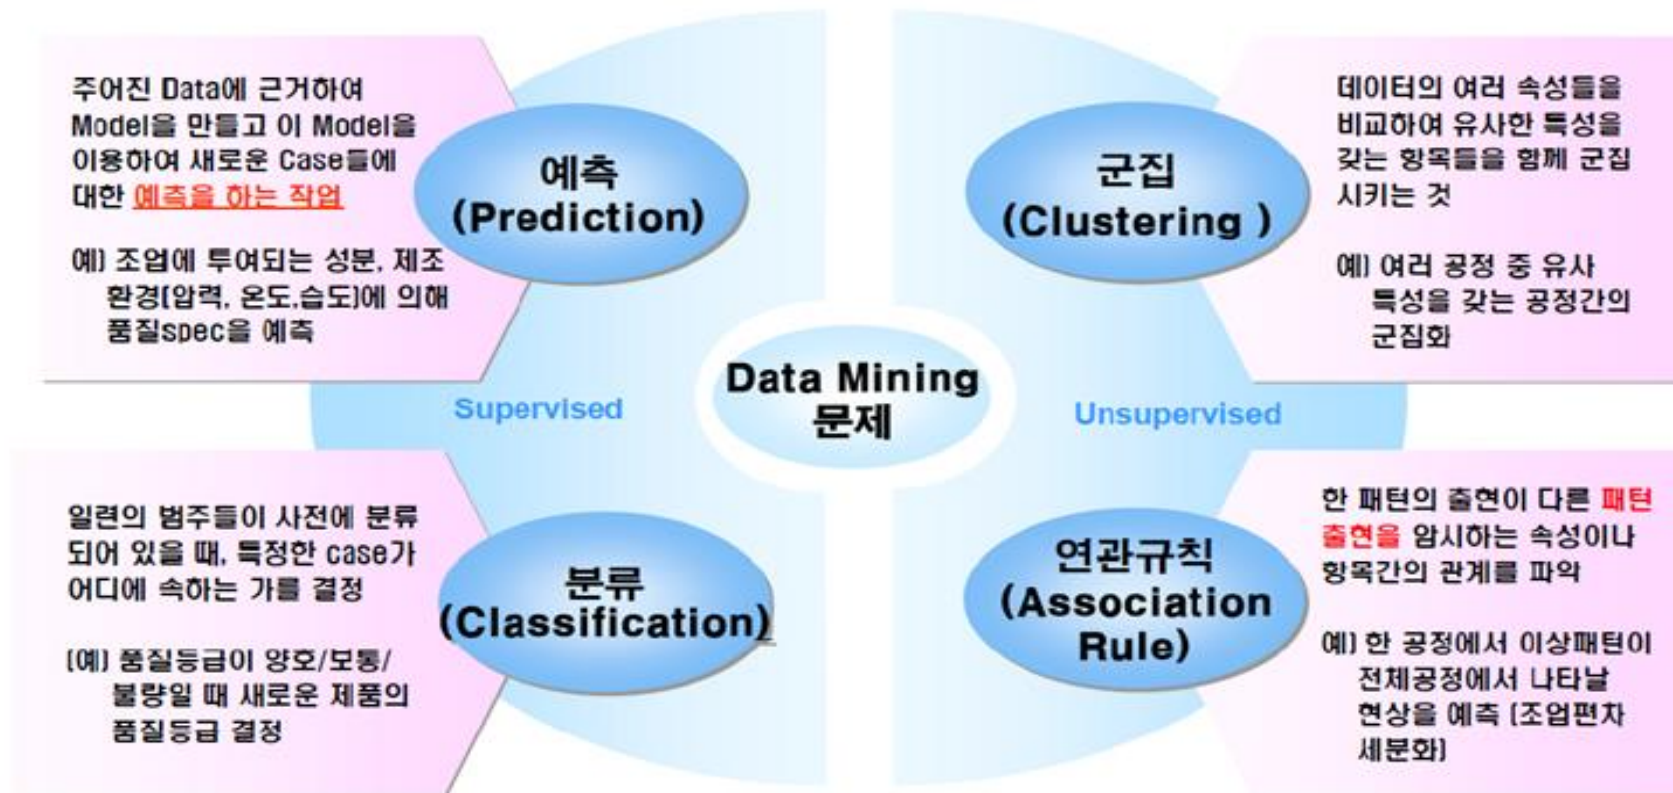 주어진 Data에 근거하여
Model을 만들고 이 Model을
이용하여 새로운 Case들에
대한 예측을 하는 작업
예) 조업에 투여되는 성분, 제조
환경(압력, 온도,습도)에 의해
품질spec을 예측
예측
(Prediction)
군집
(Clustering )
데이터의 여러 속성들을
비교하여 유사한 특성을
갖는 항목들을 함께 군집
시키는 것
예) 여러 공정 중 유사
특성을 갖는 공정간의
군집화
Supervised
Data Mining
문제
Unsupervised
일련의 범주들이 사전에 분류
되어 있을 때, 특정한 case가
어디에 속하는 가를 결정
(예) 품질등급이 양호/보통/
불량일 때 새로운 제품의
품질등급 결정
분류
(Classification)
연관규칙
(Association
Rule)
한 패턴의 출현이 다른 패턴
출현을 암시하는 속성이나
항목간의 관계를 파악
예) 한 공정에서 이상패턴이
전체공정에서 나타날
현상을 예측 (조업편차
세분화)